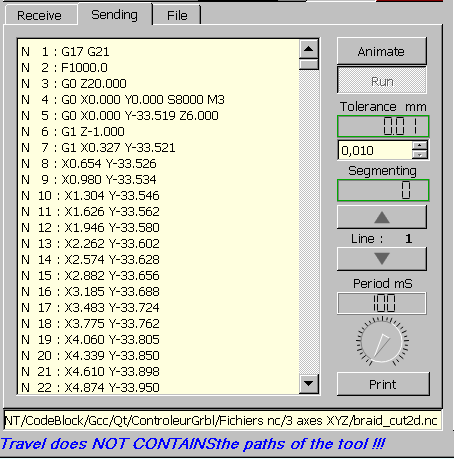 Receive Sending File
N 1 : G17 G21
N 2 : F1000.0
N 3 : G0 Z20.000
N 4 : G0 X0.000 Y0.000 S8000 M3
N 5 : G0 X0.000 Y-33.519 Z6.000
N 6 : G1 Z-1.000
N 7 : G1 X0.327 Y-33.521
N 8 : X0.654 Y-33.526
N 9 : X0.980 Y-33.534
N 10 : X1.304 Y-33.546
N 11 : X1.626 Y-33.562
N 12 : X1.946 Y-33.580
N 13 : X2.262 Y-33.602
N 14 : X2.574 Y-33.628
N 15 : X2.882 Y-33.656
N 16 : X3.185 Y-33.688
N 17 : X3.483 Y-33.724
N 18 : X3.775 Y-33.762
N 19 : X4.060 Y-33.805
N 20 : X4.339 Y-33.850
N 21 : X4.610 Y-33.898
N 22 : X4.874 Y-33.950
Animate
Run
Tolerance mm
0.01
0,010
Segmenting
0
Line : 1
Period mS
100
Print
NT/CodeBlock/Gcc/Qt/ControleurGrbl/Fichiers nc/3 axes XYZ/braid_cut2d.nc
Travel does NOT CONTAINSthe paths of the tool !!!